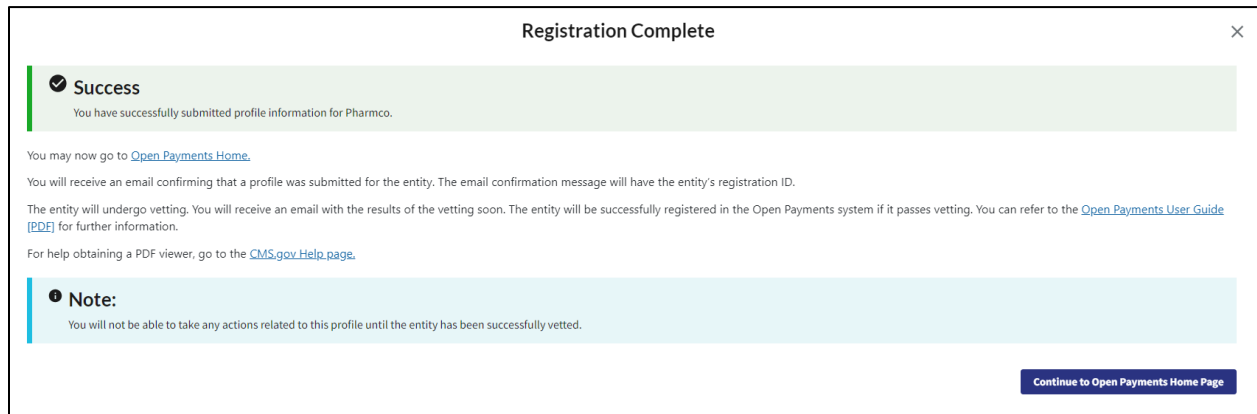 Registration Complete
Success
You have successfully submitted profile information for Pharmco.
You may now go to Open Payments Home.
You will receive an email confirming that a profile was submitted for the entity. The email confirmation message will have the entity's registration ID.
The entity will undergo vetting. You will receive an email with the results of the vetting soon. The entity will be successfully registered in the Open Payments system if it passes vetting. You can refer to the Open Payments User Guide
[PDF] for further information.
For help obtaining a PDF viewer, go to the CMS.gov Help page.
Note:
You will not be able to take any actions related to this profile until the entity has been successfully vetted.
Continue to Open Payments Home Page